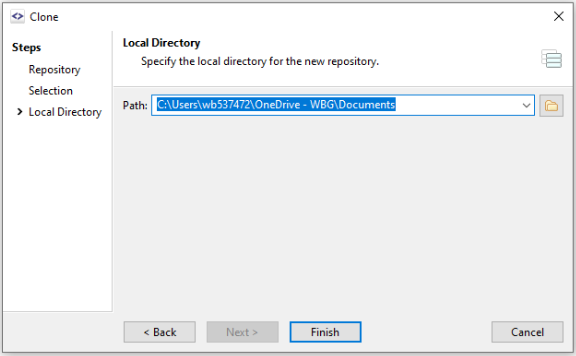 Clone
Steps
Repository
Selection
Local Directory
Local Directory
Specify the local directory for the new repository.
Path: C:\Users\wb537472\OneDrive - WBG\Documents
< Back
Next >
Finish
Cancel